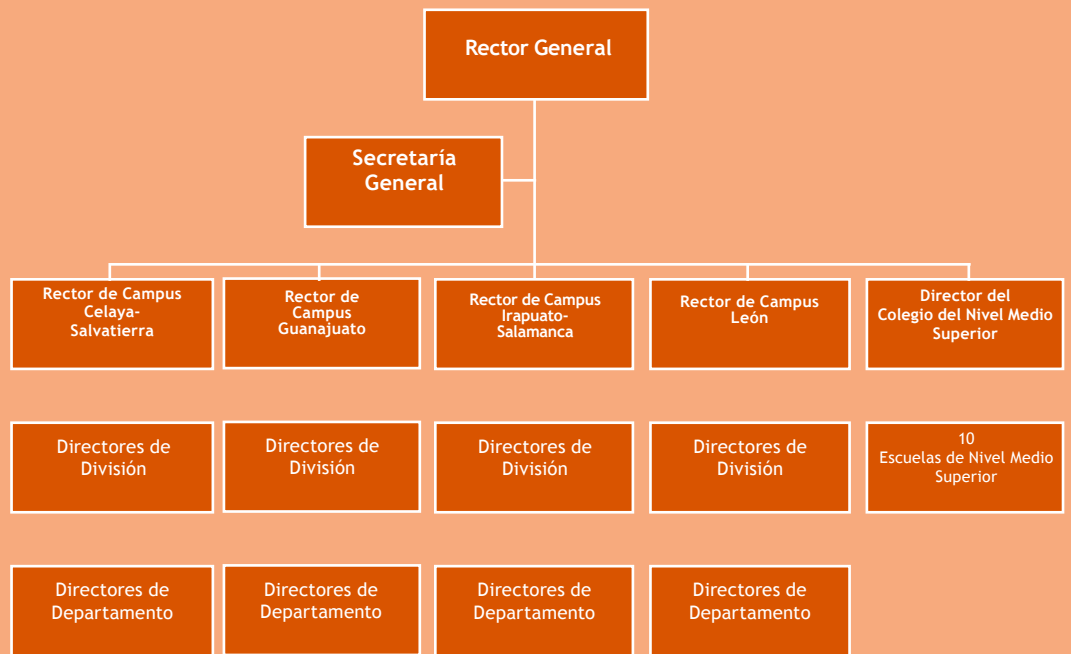 Rector General
Secretaría
General
Rector de Campus
Celaya-
Salvatierra
Rector de
Campus
Guanajuato
Rector de Campus
Irapuato-
Salamanca
Rector de Campus
León
Director del
Colegio del Nivel Medio
Superior
Directores de
División
Directores de
División
Directores de
División
Directores de
División
10
Escuelas de Nivel Medio
Superior
Directores de
Departamento
Directores de
Departamento
Directores de
Departamento
Directores de
Departamento